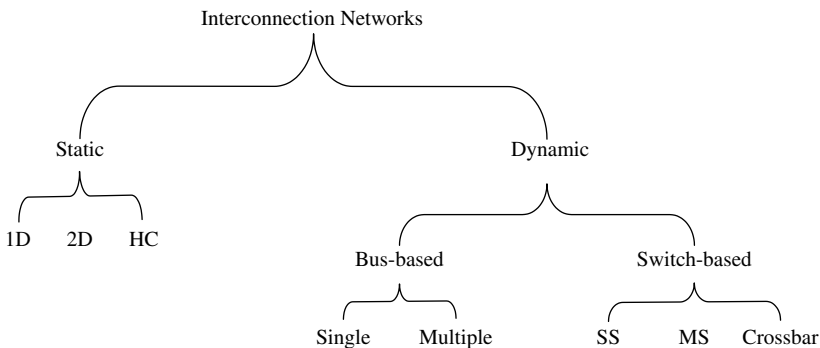 Interconnection Networks
Static
Dynamic
1D 2D HC
Bus-based
Switch-based
Single Multiple
SS MS Crossbar